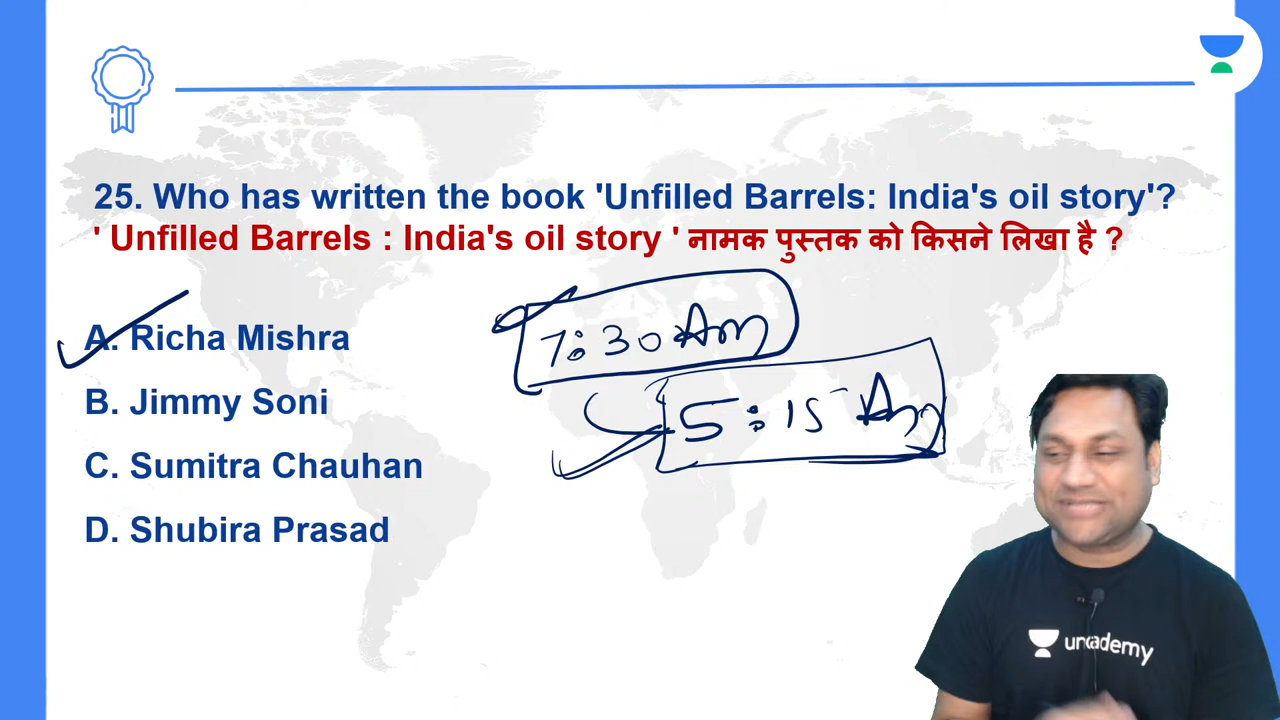 25. Who has written the book 'Unfilled Barrels: India's oil story'?
' Unfilled Barrels : India's oil story ' नामक पुस्तक को किसने लिखा है ?
A. Richa Mishra
B. Jimmy Soni
C. Sumitra Chauhan
D. Shubira Prasad
7:30 Am
5:15 Am
unacademy